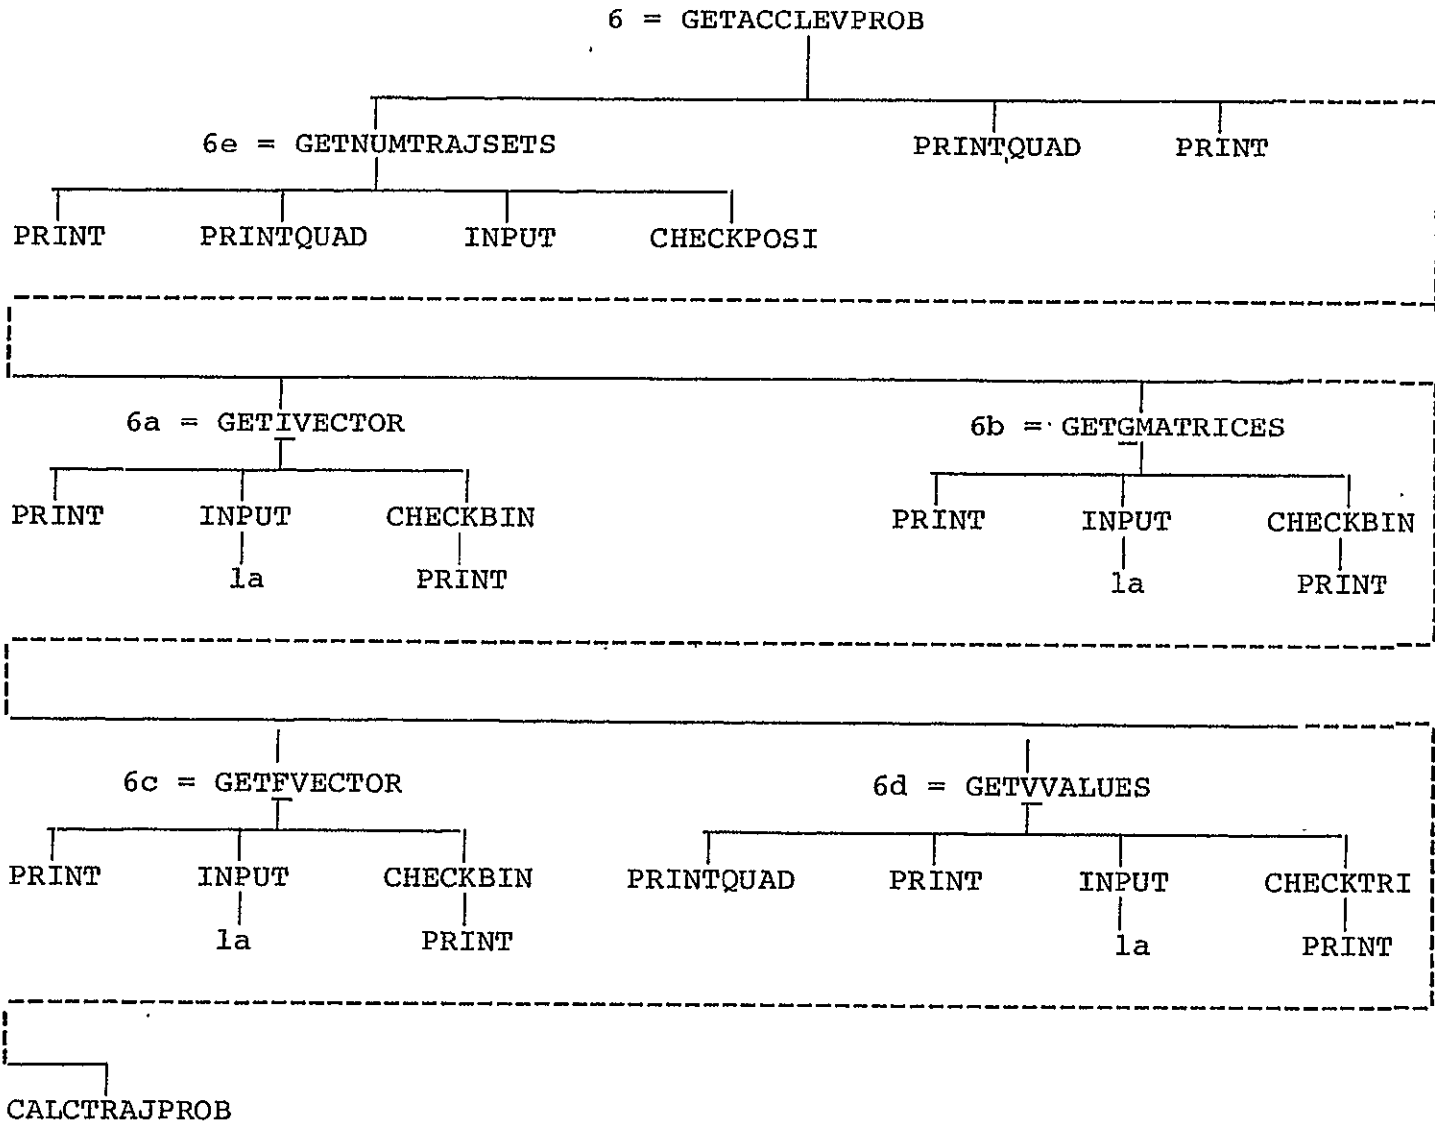 6 = GETACCLEVPROB
6e = GETNUMTRAJSETS PRINTQUAD PRINT
PRINT PRINTQUAD INPUT CHECKPOSI
6a = GETIVECTOR 6b = GETGMATRICES
PRINT INPUT CHECKBIN PRINT INPUT CHECKBIN
1a PRINT 1a PRINT
6c = GETFVECTOR 6d = GETVVALUES
PRINT INPUT CHECKBIN PRINTQUAD PRINT INPUT CHECKTRI
1a PRINT 1a PRINT
CALCTRAJPROB